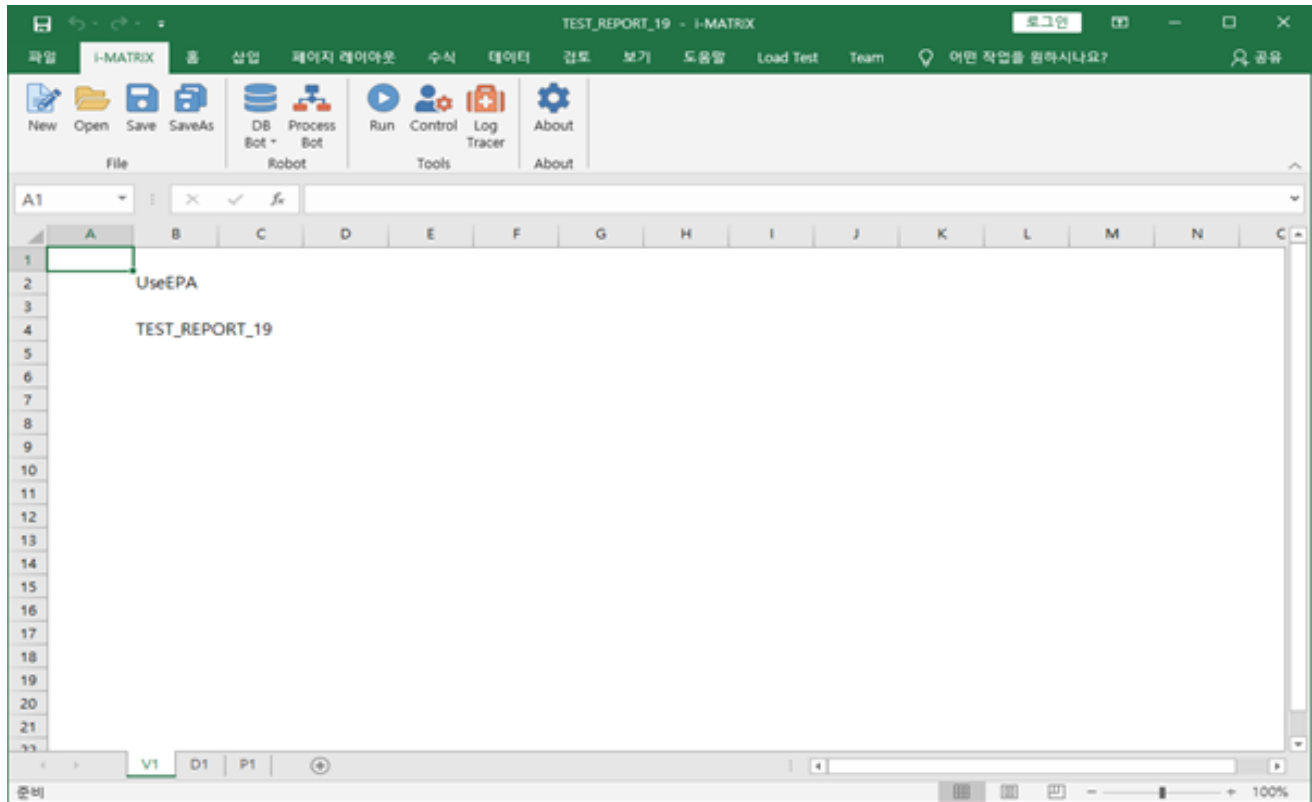 TEST_REPORT_19 - i-MATRIX
로그인
파일 i-MATRIX 홈 삽입 페이지 레이아웃 수식 데이터 검토 보기 도움말 Load Test Team 어떤 작업을 원하시나요? 공유
New Open Save SaveAs DB Bot Process Bot Run Control Log Tracer About
File Robot Tools About
A1 fx
A B C D E F G H I J K L M N
1
2 UseEPA
3
4 TEST_REPORT_19
5
6
7
8
9
10
11
12
13
14
15
16
17
18
19
20
21
22
V1 D1 P1
준비 100%